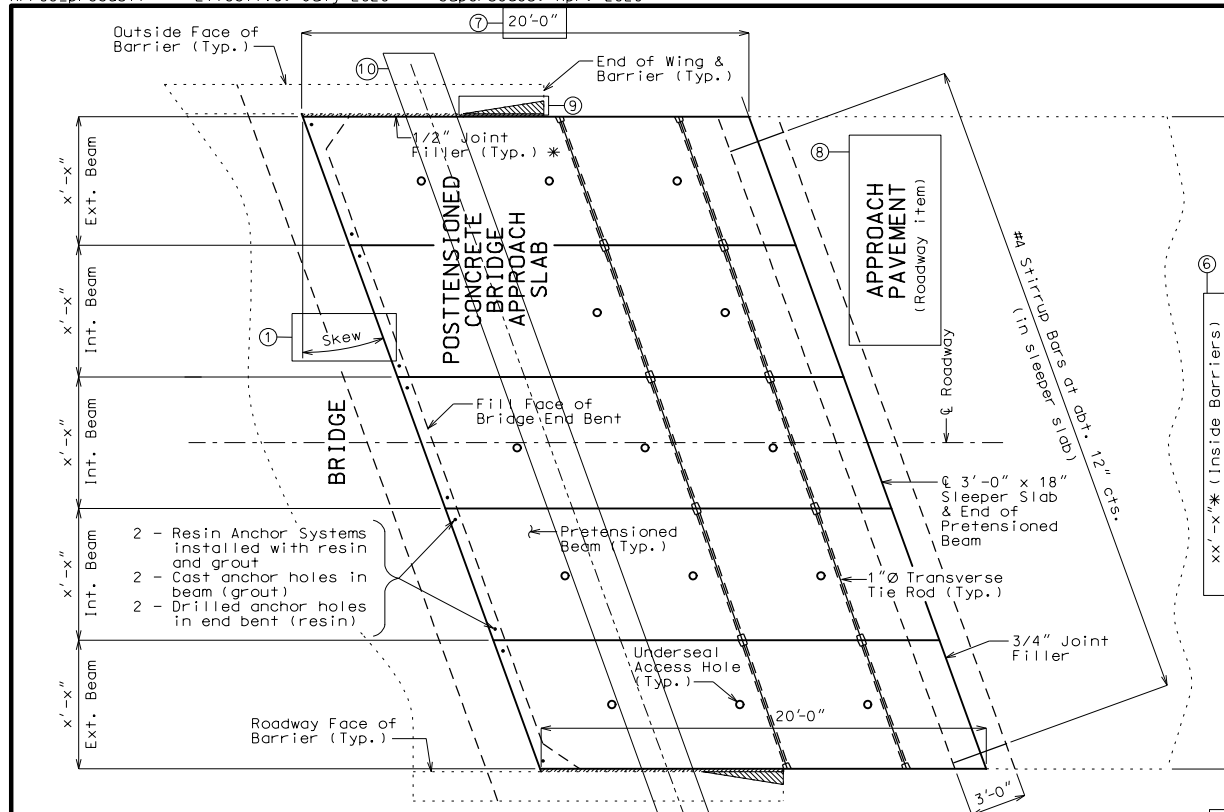 Outside Face of
Barrier (Typ.)
7
20'-0"
10
End of Wing &
Barrier (Typ.)
9
1/2" Joint
Filler (Typ.) *
8
APPROACH
PAVEMENT
(Roadway item)
6
xx'-x"* (Inside Barriers)
x'-x"
Ext. Beam
x'-x"
Int. Beam
x'-x"
Int. Beam
x'-x"
Int. Beam
x'-x"
Ext. Beam
POSTTENSIONED
CONCRETE
BRIDGE
APPROACH
SLAB
1
Skew
#4 Stirrup Bars at abt. 12" cts.
(in sleeper slab)
℄ Roadway
BRIDGE
Fill Face of
Bridge End Bent
℄ 3'-0" x 18"
Sleeper Slab
& End of
Pretensioned
Beam
2 - Resin Anchor Systems
installed with resin
and grout
2 - Cast anchor holes in
beam (grout)
2 - Drilled anchor holes
in end bent (resin)
Pretensioned
Beam (Typ.)
1"Ø Transverse
Tie Rod (Typ.)
3/4" Joint
Filler
Underseal
Access Hole
(Typ.)
20'-0"
Roadway Face of
Barrier (Typ.)
3'-0"